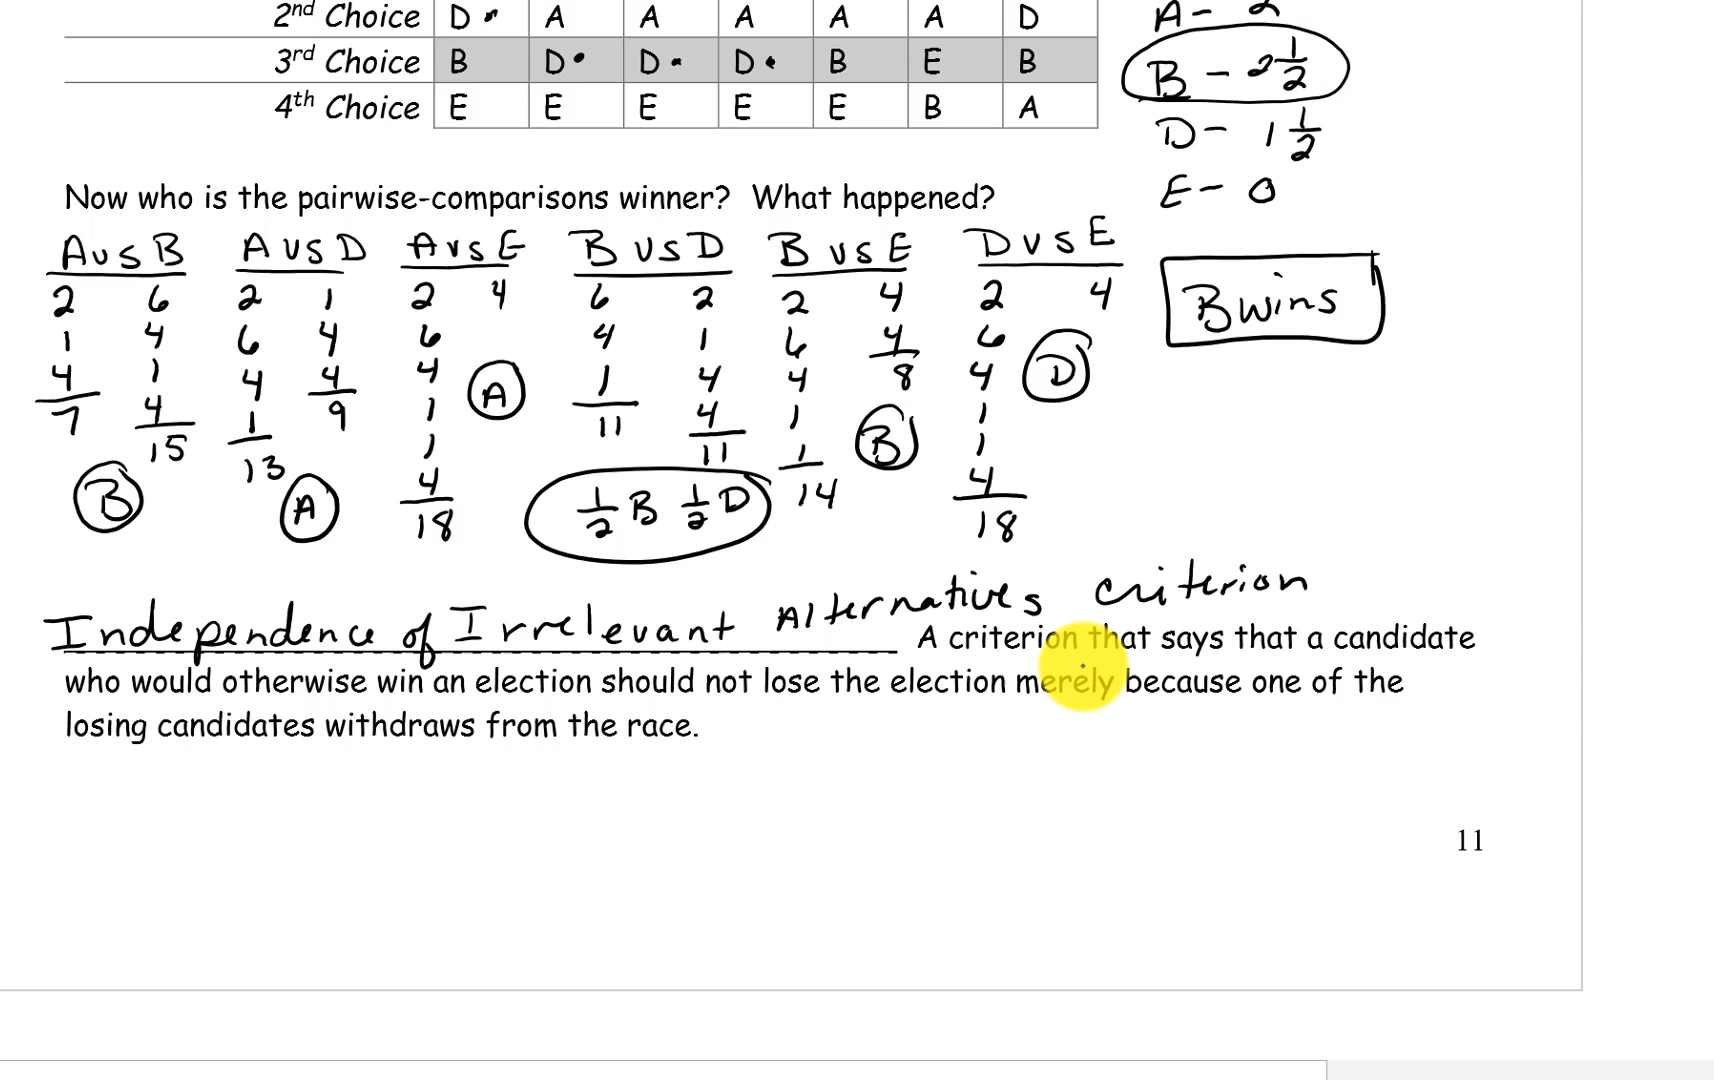 2nd Choice D A A A A A D
3rd Choice B D D D B E B
4th Choice E E E E E B A
A - 2
B - 2 1/2
D - 1 1/2
E - 0
Now who is the pairwise-comparisons winner? What happened?
A vs B A vs D A vs E B vs D B vs E D vs E
2 6 2 1 2 4 6 2 2 4 2 4
1 4 6 4 6 4 1 6 4 6
4 1 4 4 4 1 4 4 8 4
7 4 1 9 1 11 4 1 1
15 13 1 11 1 1
4 14 4
18 18
B A A 1/2 B 1/2 D B D
B wins
Independence of Irrelevant Alternatives criterion A criterion that says that a candidate
who would otherwise win an election should not lose the election merely because one of the
losing candidates withdraws from the race.
11